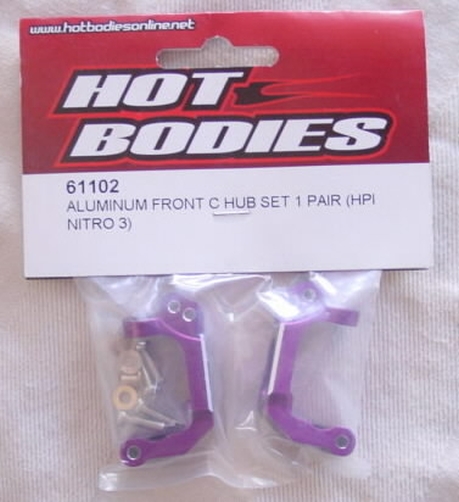 www.hotbodiesonline.net
HOT
BODIES
61102
ALUMINUM FRONT C HUB SET 1 PAIR (HPI
NITRO 3)